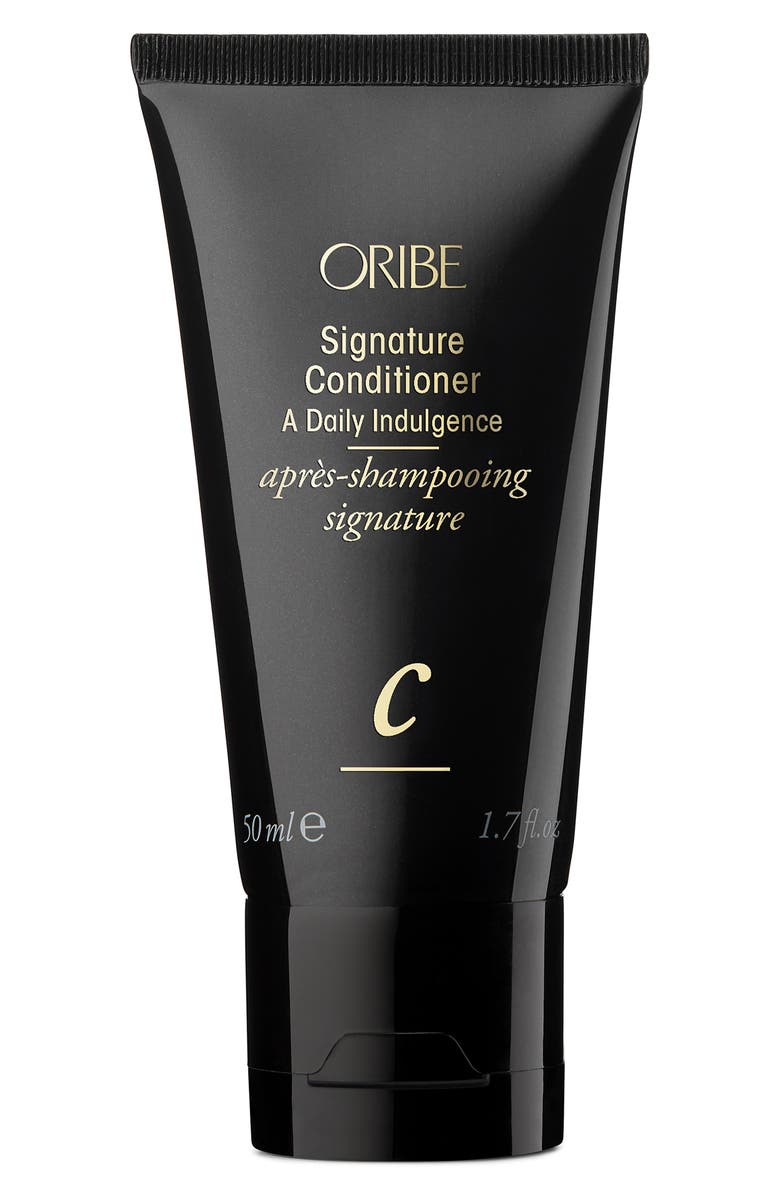 ORIBE
Signature
Conditioner
A Daily Indulgence
après-shampooing
signature
c
50 ml ℮
1.7 fl.oz